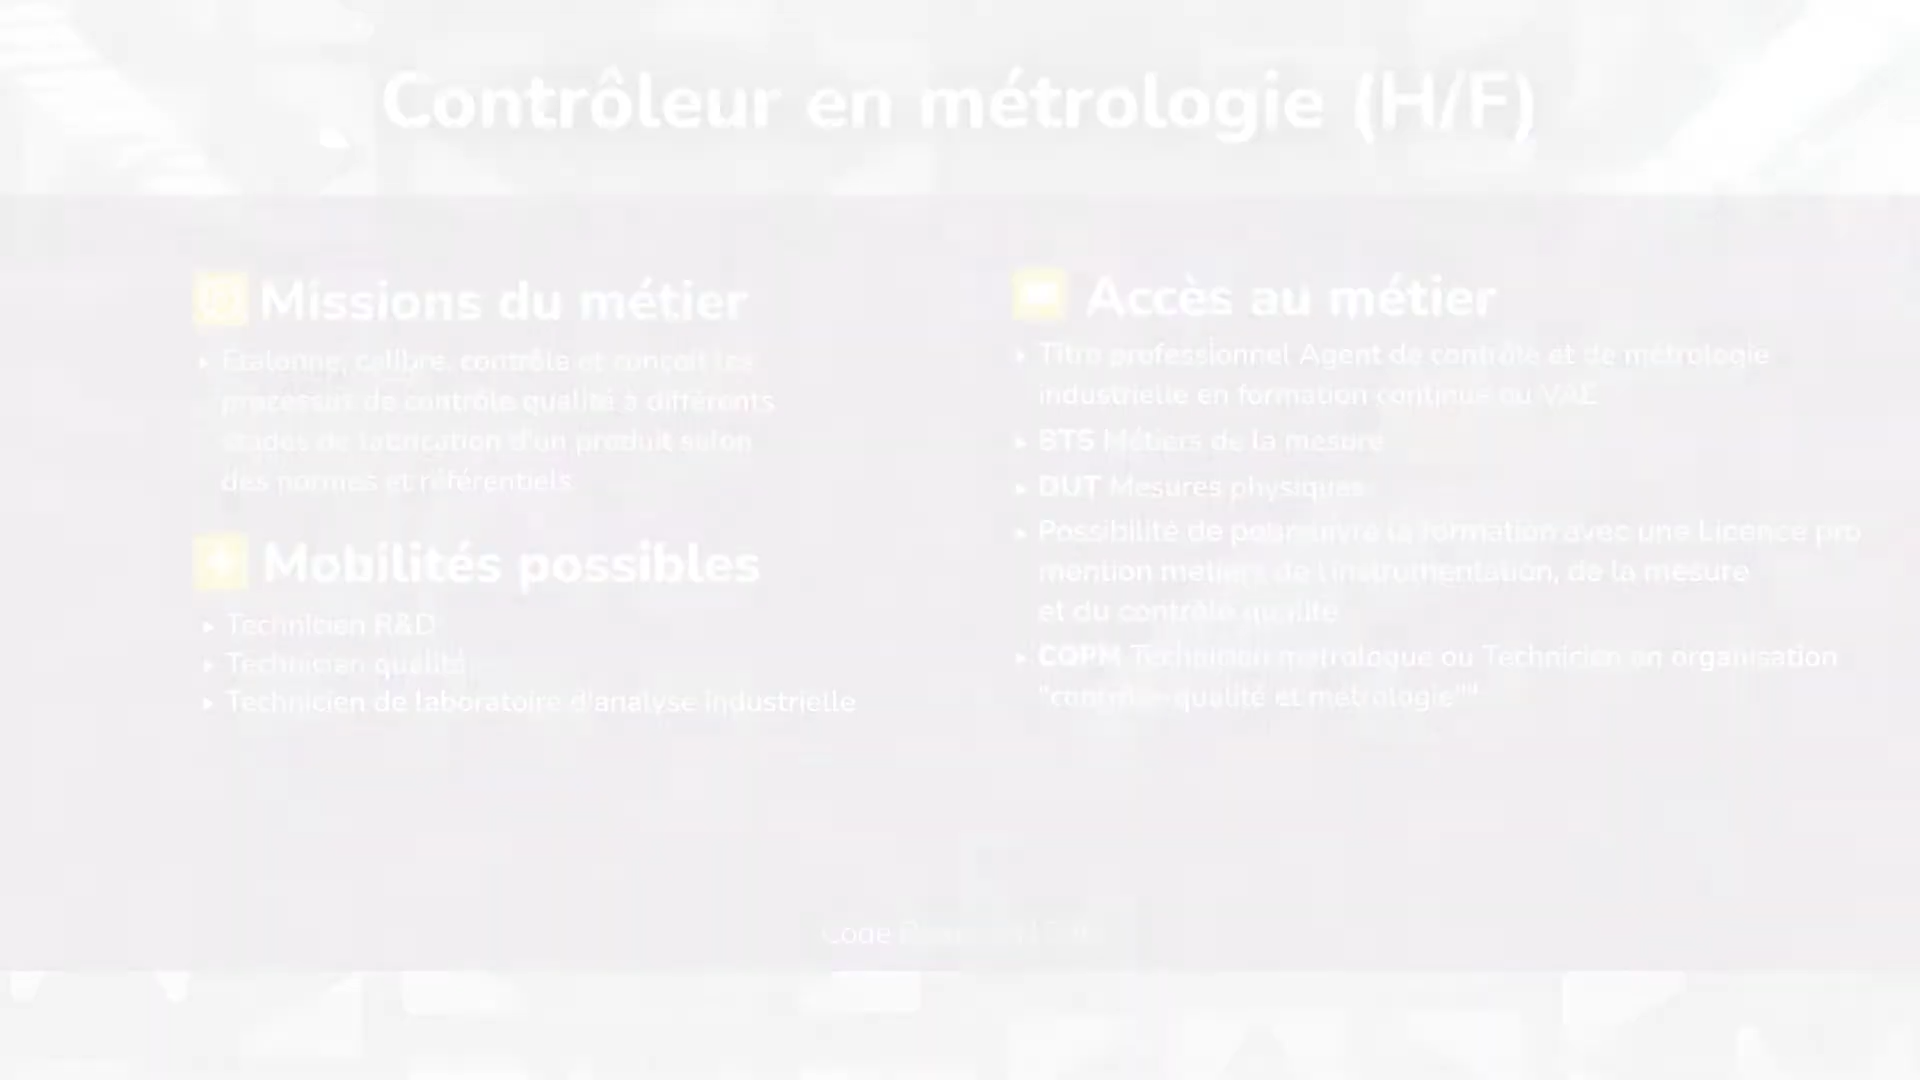 Contrôleur en métrologie (H/F)
Missions du métier
▸ Etalonne, calibre, contrôle et conçoit les
processus de contrôle qualité à différents
stades de fabrication d'un produit selon
des normes et référentiels
Mobilités possibles
▸ Technicien R&D
▸ Technicien qualité
▸ Technicien de laboratoire d'analyse industrielle
Accès au métier
▸ Titre professionnel Agent de contrôle et de métrologie
industrielle en formation continue ou VAE
▸ BTS Métiers de la mesure
▸ DUT Mesures physiques
▸ Possibilité de poursuivre la formation avec une Licence pro
mention métiers de l'instrumentation, de la mesure
et du contrôle qualité
▸ CQPM Technicien métrologue ou Technicien en organisation
"contrôle qualité et métrologie""
Code